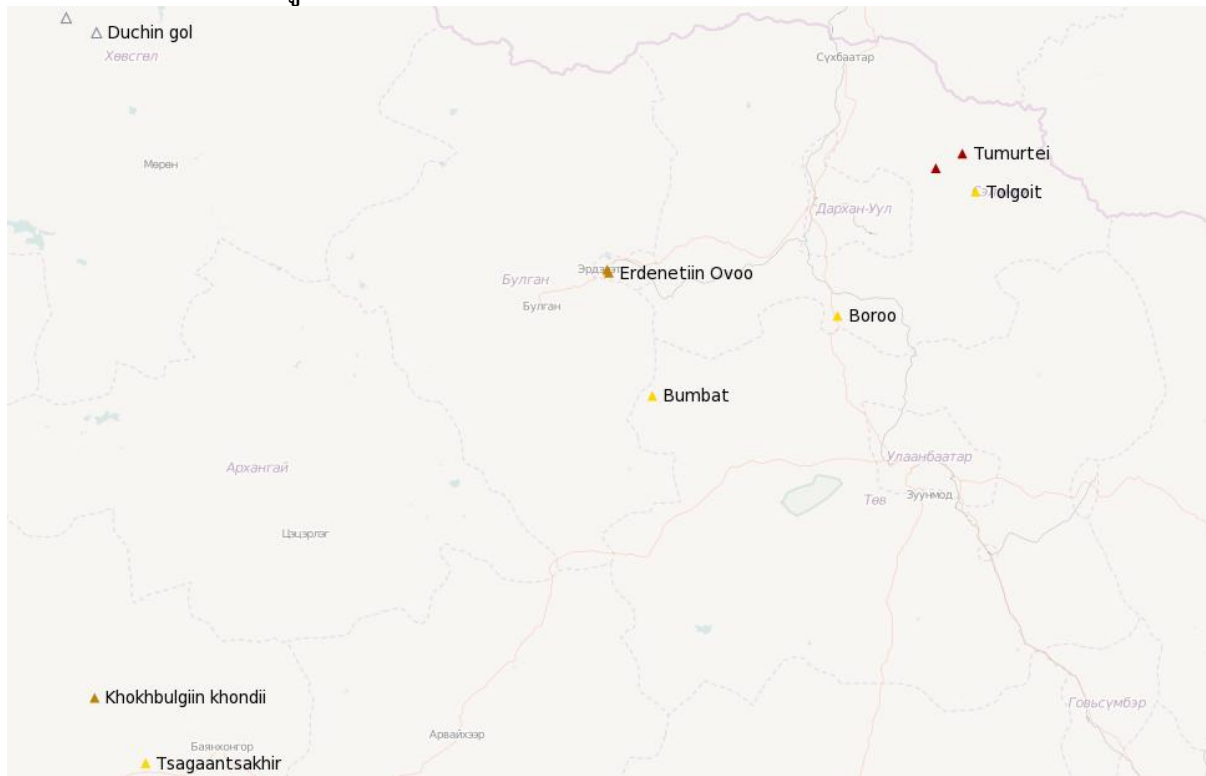 Duchin gol
Хөвсгөл
Сүхбаатар
Tumurtei
Мөрөн
Tolgoit
Дархан-Уул
Erdenetiin Ovoo
Булган
Булган
Boroo
Bumbat
Улаанбаатар
Архангай
Зуунмод
Төв
Цэцэрлэг
Khokhbulgiin khondii
Говьсүмбэр
Арвайхээр
Баянхонгор
Tsagaantsakhir